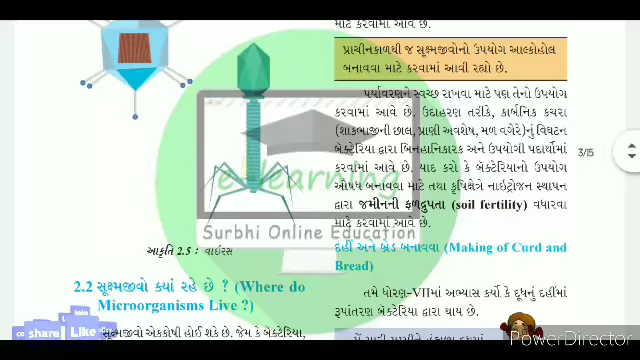 આકૃતિ 2.5 : વાઈરસ
2.2 સૂક્ષ્મજીવો ક્યાં રહે છે ? (Where do
Microorganisms Live ?)
સૂક્ષ્મજીવો એકકોષી હોઈ શકે છે. જેમ કે બૅક્ટેરિયા,
માટે કરવામાં આવે છે.
પ્રાચીનકાળથી જ સૂક્ષ્મજીવોનો ઉપયોગ આલ્કોહોલ
બનાવવા માટે કરવામાં આવી રહ્યો છે.
પર્યાવરણને સ્વચ્છ રાખવા માટે પણ તેનો ઉપયોગ
કરવામાં આવે છે. ઉદાહરણ તરીકે, કાર્બનિક કચરા
(શાકભાજીની છાલ, પ્રાણી અવશેષ, મળ વગેરે)નું વિઘટન
બૅક્ટેરિયા દ્વારા બિનહાનિકારક અને ઉપયોગી પદાર્થોમાં
કરવામાં આવે છે. યાદ કરો કે બૅક્ટેરિયાનો ઉપયોગ
ઔષધ બનાવવા માટે તથા કૃષિક્ષેત્રે નાઈટ્રોજન સ્થાપન
દ્વારા જમીનની ફળદ્રુપતા (soil fertility) વધારવા
માટે કરવામાં આવે છે.
દહીં અને બ્રેડ બનાવવા (Making of Curd and
Bread)
તમે ધોરણ-VIIમાં અભ્યાસ કર્યો કે દૂધનું દહીંમાં
રૂપાંતરણ બૅક્ટેરિયા દ્વારા થાય છે.
3/15
e-learning
Surbhi Online Education
join
share Like
PowerDirector